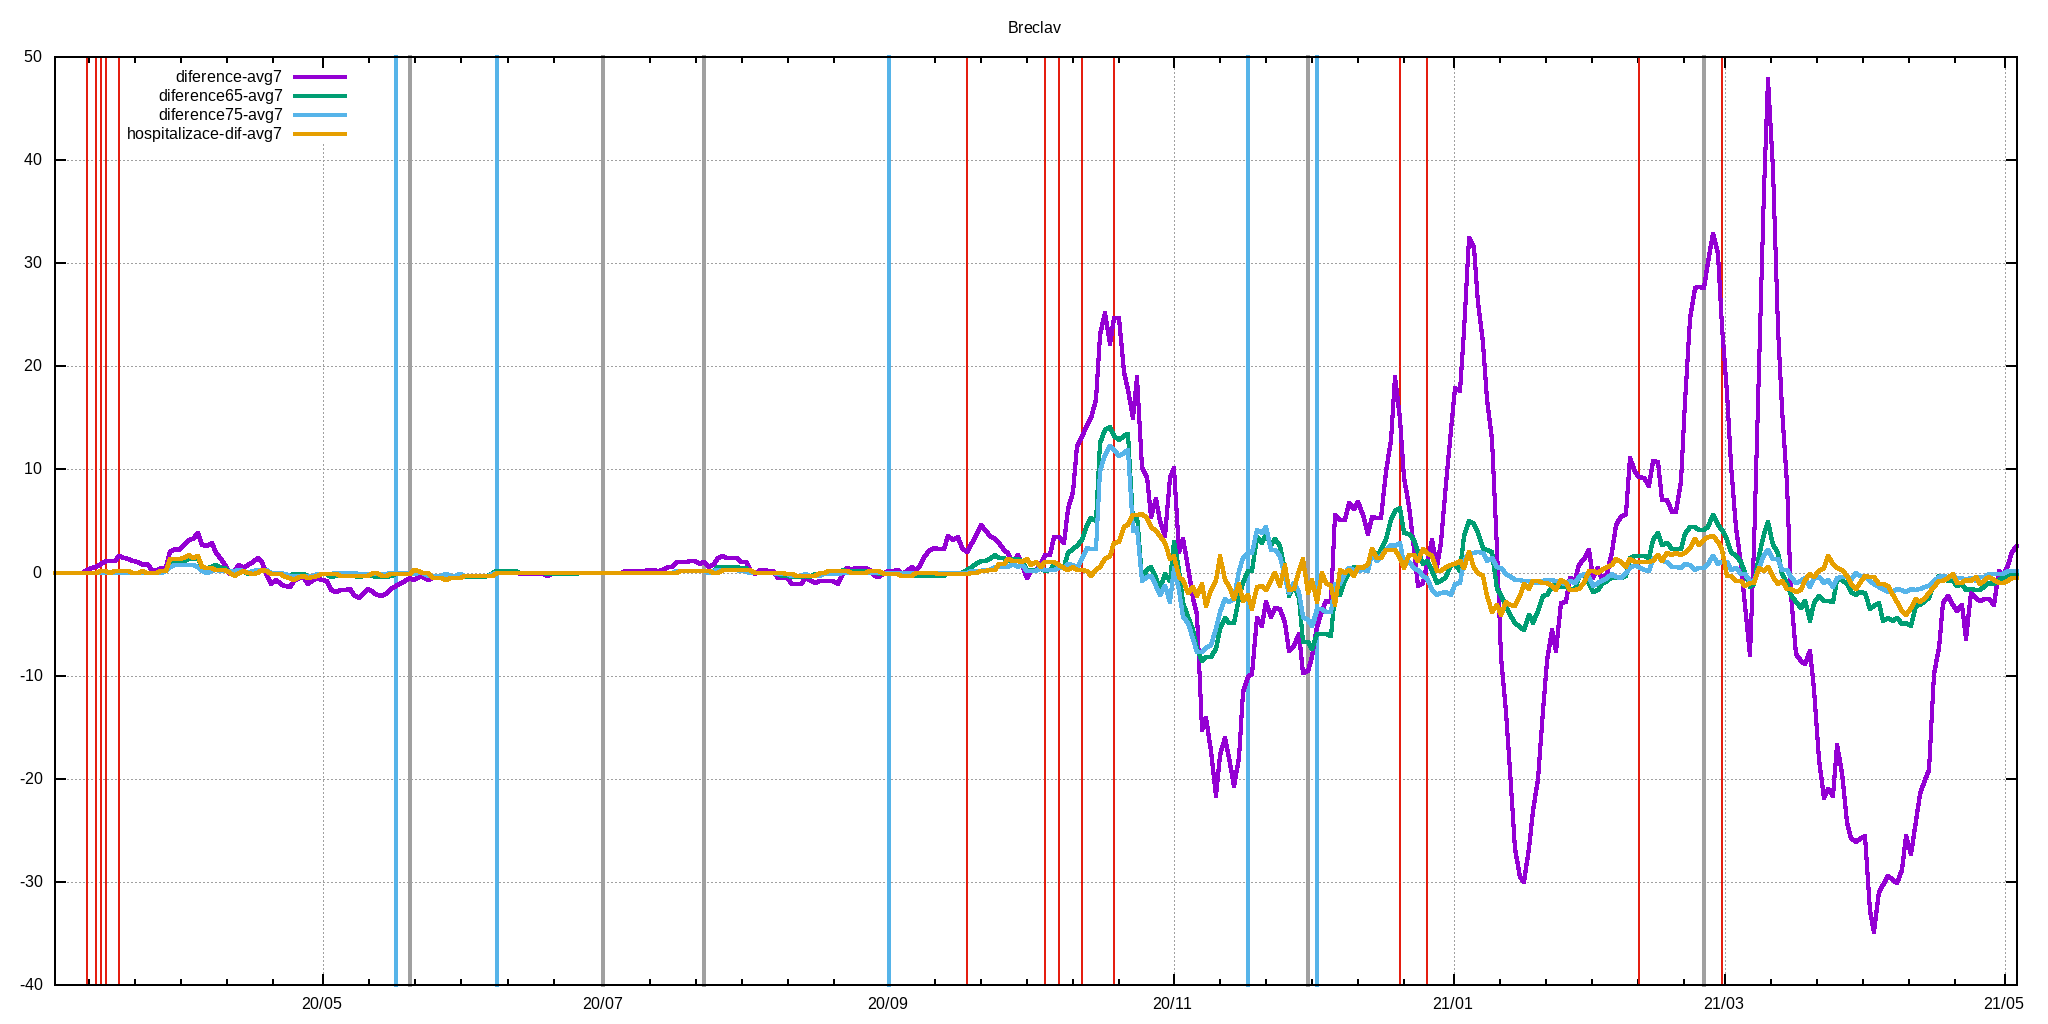 Breclav
50
diference-avg7
diference65-avg7
diference75-avg7
hospitalizace-dif-avg7
40
30
20
10
0
-10
-20
-30
-40
20/05 20/07 20/09 20/11 21/01 21/03 21/05